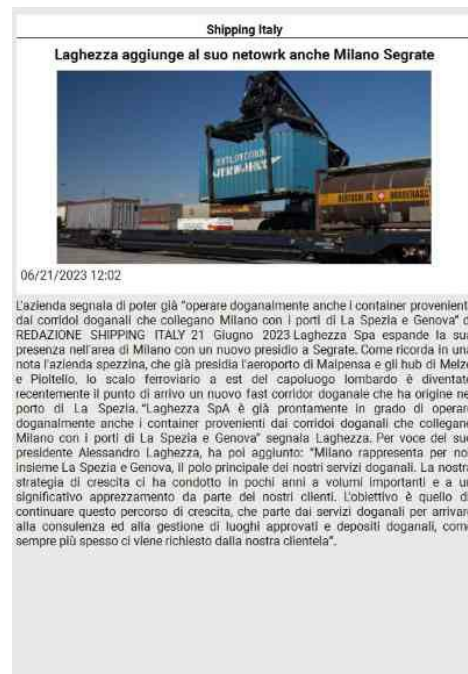 Shipping Italy
Laghezza aggiunge al suo netowrk anche Milano Segrate
06/21/2023 12:02
L'azienda segnala di poter già "operare doganalmente anche i container provenienti
dai corridoi doganali che collegano Milano con i porti di La Spezia e Genova" d
REDAZIONE SHIPPING ITALY 21 Giugno 2023 Laghezza Spa espande la sua
presenza nell'area di Milano con un nuovo presidio a Segrate. Come ricorda in una
nota l'azienda spezzina, che già presidia l'aeroporto di Malpensa e gli hub di Melzo
e Pioltello, lo scalo ferroviario a est del capoluogo lombardo è diventato
recentemente il punto di arrivo un nuovo fast corridor doganale che ha origine nel
porto di La Spezia. "Laghezza SpA è già prontamente in grado di operare
doganalmente anche i container provenienti dai corridoi doganali che collegano
Milano con i porti di La Spezia e Genova" segnala Laghezza. Per voce del suo
presidente Alessandro Laghezza, ha poi aggiunto: "Milano rappresenta per noi,
insieme La Spezia e Genova, il polo principale dei nostri servizi doganali. La nostra
strategia di crescita ci ha condotto in pochi anni a volumi importanti e a un
significativo apprezzamento da parte dei nostri clienti. L'obiettivo è quello di
continuare questo percorso di crescita, che parte dai servizi doganali per arrivare
alla consulenza ed alla gestione di luoghi approvati e depositi doganali, come
sempre più spesso ci viene richiesto dalla nostra clientela".